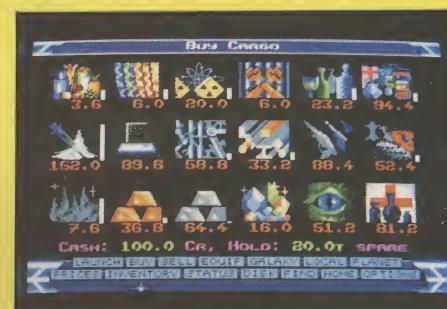 BUY CARGO
3.6 6.0 20.0 6.0 23.2 94.4
162.0 89.6 58.8 33.2 88.4 52.4
7.6 36.8 64.4 16.0 51.2 81.2
CASH: 100.0 CR, HOLD: 20.0T SPARE
LAUNCH BUY SELL EQUIP GALAXY LOCAL PLANET
PRICES INVENTORY STATUS DISK FIND HOME OPTIONS